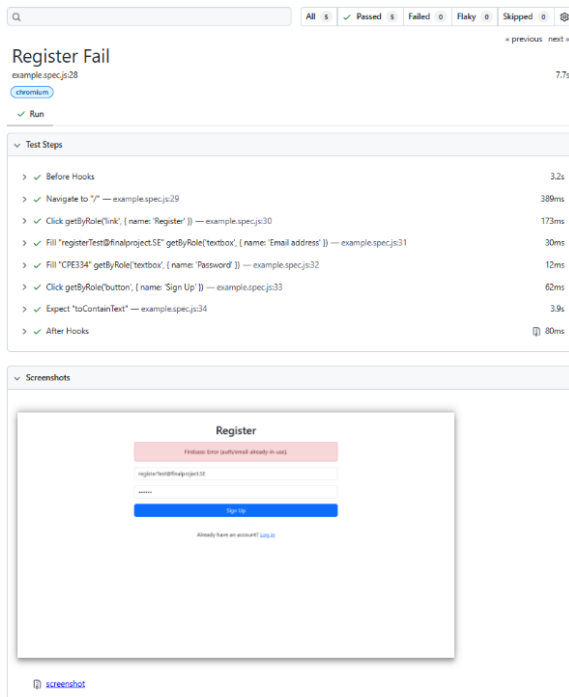 All 5 Passed 5 Failed 0 Flaky 0 Skipped 0
« previous next »
Register Fail
example.spec.js:28 7.7s
chromium
Run
Test Steps
Before Hooks 3.2s
Navigate to "/" — example.spec.js:29 389ms
Click getByRole('link', { name: 'Register' }) — example.spec.js:30 173ms
Fill "registerTest@finalproject.SE" getByRole('textbox', { name: 'Email address' }) — example.spec.js:31 30ms
Fill "CPE334" getByRole('textbox', { name: 'Password' }) — example.spec.js:32 12ms
Click getByRole('button', { name: 'Sign Up' }) — example.spec.js:33 62ms
Expect "toContainText" — example.spec.js:34 3.9s
After Hooks 80ms
Screenshots
Register
Firebase: Error (auth/email-already-in-use).
registerTest@finalproject.SE
••••••
Sign Up
Already have an account? Log in
screenshot